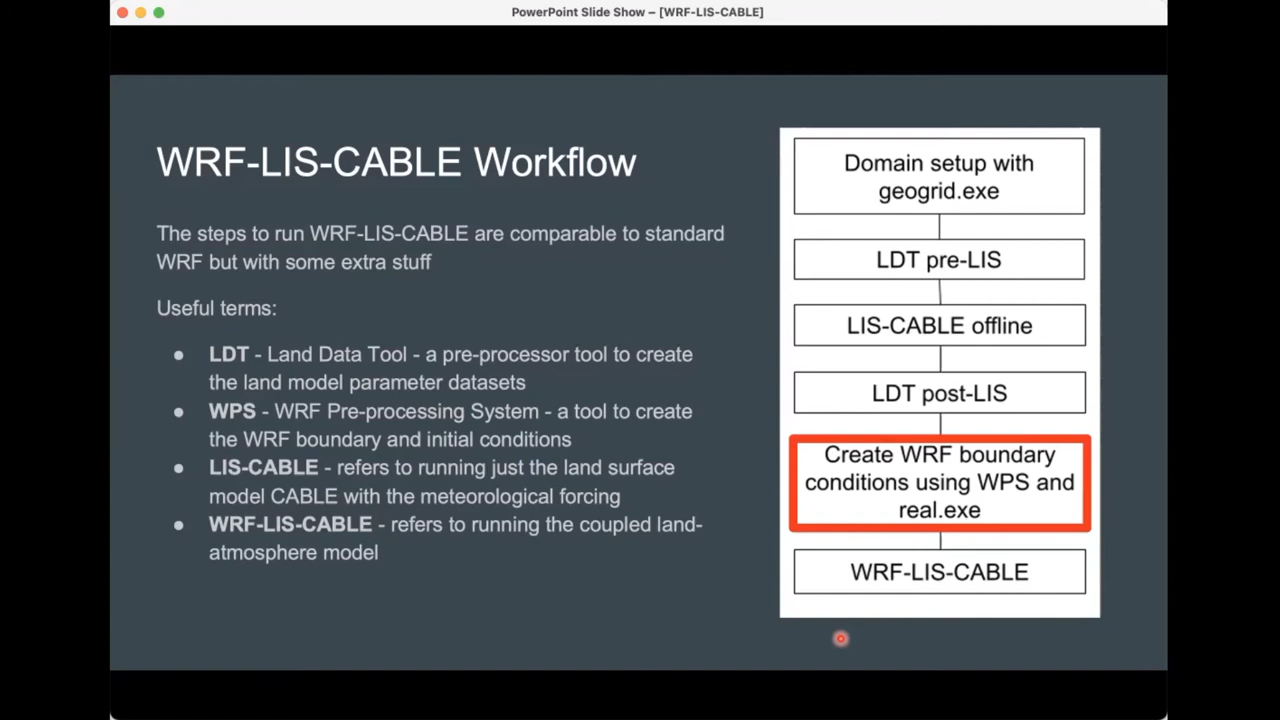 PowerPoint Slide Show – [WRF-LIS-CABLE]
WRF-LIS-CABLE Workflow
The steps to run WRF-LIS-CABLE are comparable to standard
WRF but with some extra stuff
Useful terms:
● LDT - Land Data Tool - a pre-processor tool to create
the land model parameter datasets
● WPS - WRF Pre-processing System - a tool to create
the WRF boundary and initial conditions
● LIS-CABLE - refers to running just the land surface
model CABLE with the meteorological forcing
● WRF-LIS-CABLE - refers to running the coupled land-
atmosphere model
Domain setup with
geogrid.exe
LDT pre-LIS
LIS-CABLE offline
LDT post-LIS
Create WRF boundary
conditions using WPS and
real.exe
WRF-LIS-CABLE